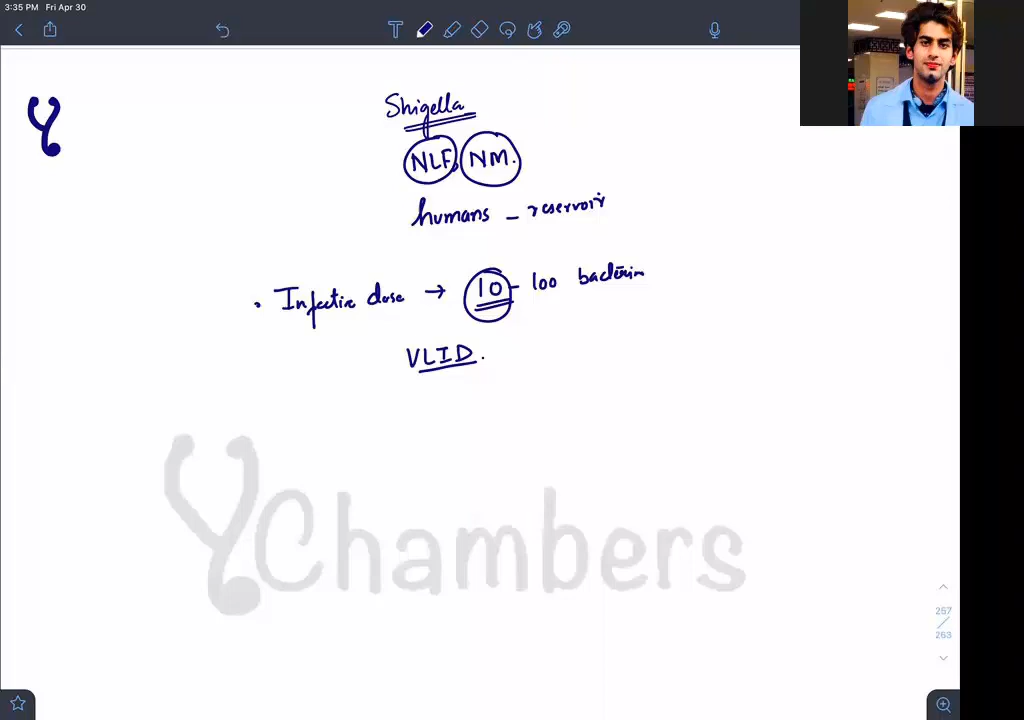 3:35 PM Fri Apr 30
T
Shigella
NLF, NM.
humans - reservoir
. Infective dose → 10 - 100 bacteria
VLID.
YChambers
257
/
263